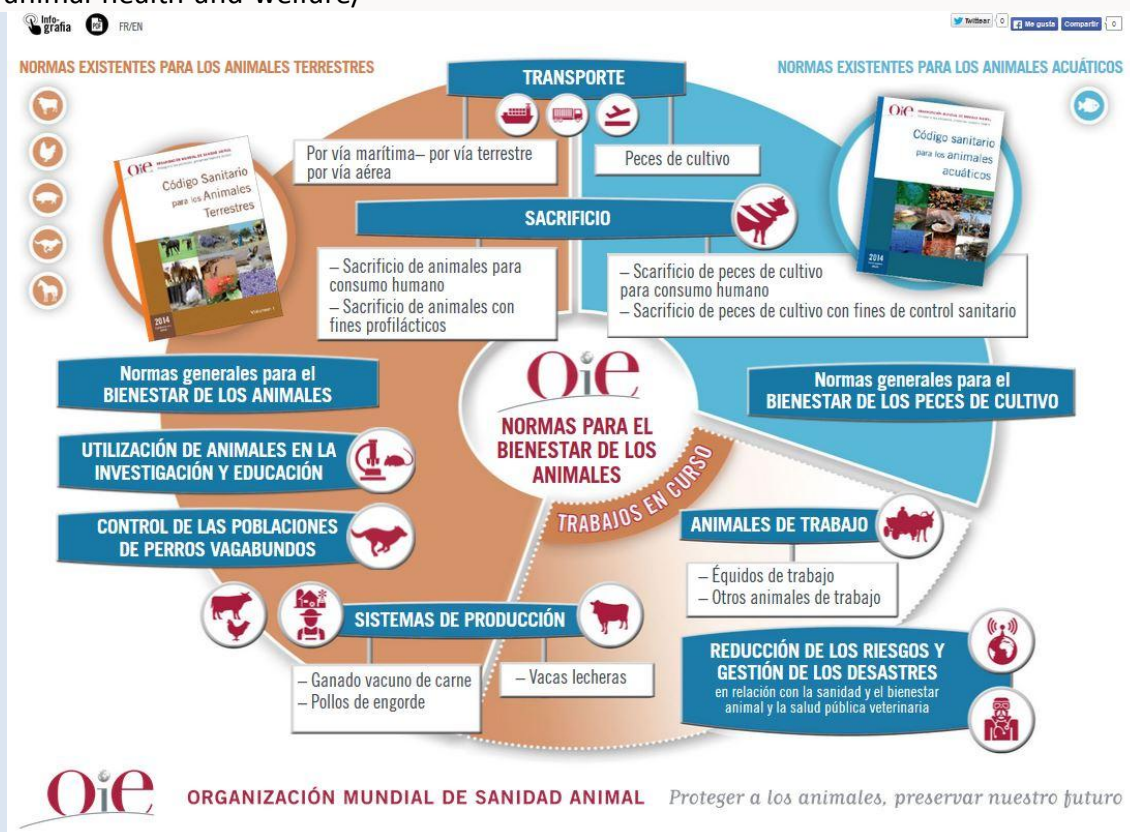 animal health and welfare/
Info-
grafia
PDF
FR/EN
Twittear 0
Me gusta
Compartir 0
NORMAS EXISTENTES PARA LOS ANIMALES TERRESTRES
NORMAS EXISTENTES PARA LOS ANIMALES ACUÁTICOS
TRANSPORTE
Por vía marítima– por vía terrestre
por vía aérea
Peces de cultivo
Oie
Código Sanitario
para los Animales
Terrestres
2014
Volumen 1
Oie
Código sanitario
para los animales
acuáticos
2014
SACRIFICIO
– Sacrificio de animales para
consumo humano
– Sacrificio de animales con
fines profilácticos
– Scarificio de peces de cultivo
para consumo humano
– Sacrificio de peces de cultivo con fines de control sanitario
Oie
NORMAS PARA EL
BIENESTAR DE LOS
ANIMALES
Normas generales para el
BIENESTAR DE LOS ANIMALES
Normas generales para el
BIENESTAR DE LOS PECES DE CULTIVO
UTILIZACIÓN DE ANIMALES EN LA
INVESTIGACIÓN Y EDUCACIÓN
TRABAJOS EN CURSO
CONTROL DE LAS POBLACIONES
DE PERROS VAGABUNDOS
ANIMALES DE TRABAJO
– Équidos de trabajo
– Otros animales de trabajo
SISTEMAS DE PRODUCCIÓN
– Ganado vacuno de carne
– Pollos de engorde
– Vacas lecheras
REDUCCIÓN DE LOS RIESGOS Y
GESTIÓN DE LOS DESASTRES
en relación con la sanidad y el bienestar
animal y la salud pública veterinaria
Oie
ORGANIZACIÓN MUNDIAL DE SANIDAD ANIMAL
Proteger a los animales, preservar nuestro futuro